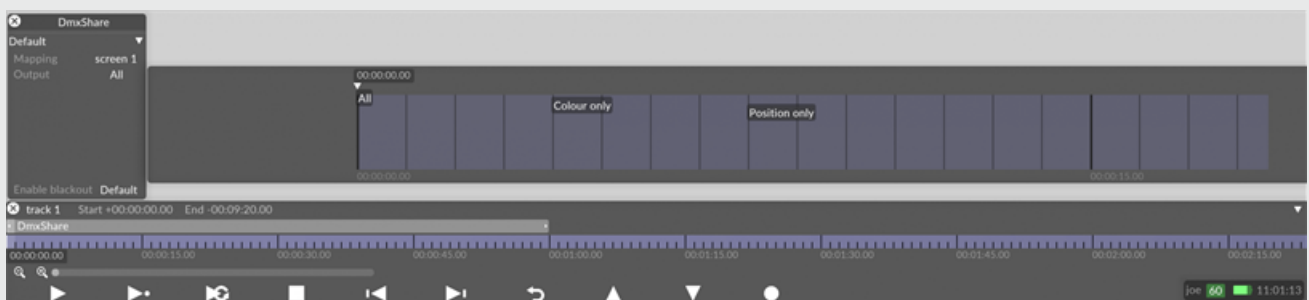 DmxShare
Default
Mapping screen 1
Output All
00:00:00.00
All
Colour only
Position only
00:00:00.00
00:00:15.00
Enable blackout Default
track 1 Start +00:00:00.00 End -00:09:20.00
DmxShare
00:00:00.00 00:00:15.00 00:00:30.00 00:00:45.00 00:01:00.00 00:01:15.00 00:01:30.00 00:01:45.00 00:02:00.00 00:02:15.00
joe 60 11:01:13